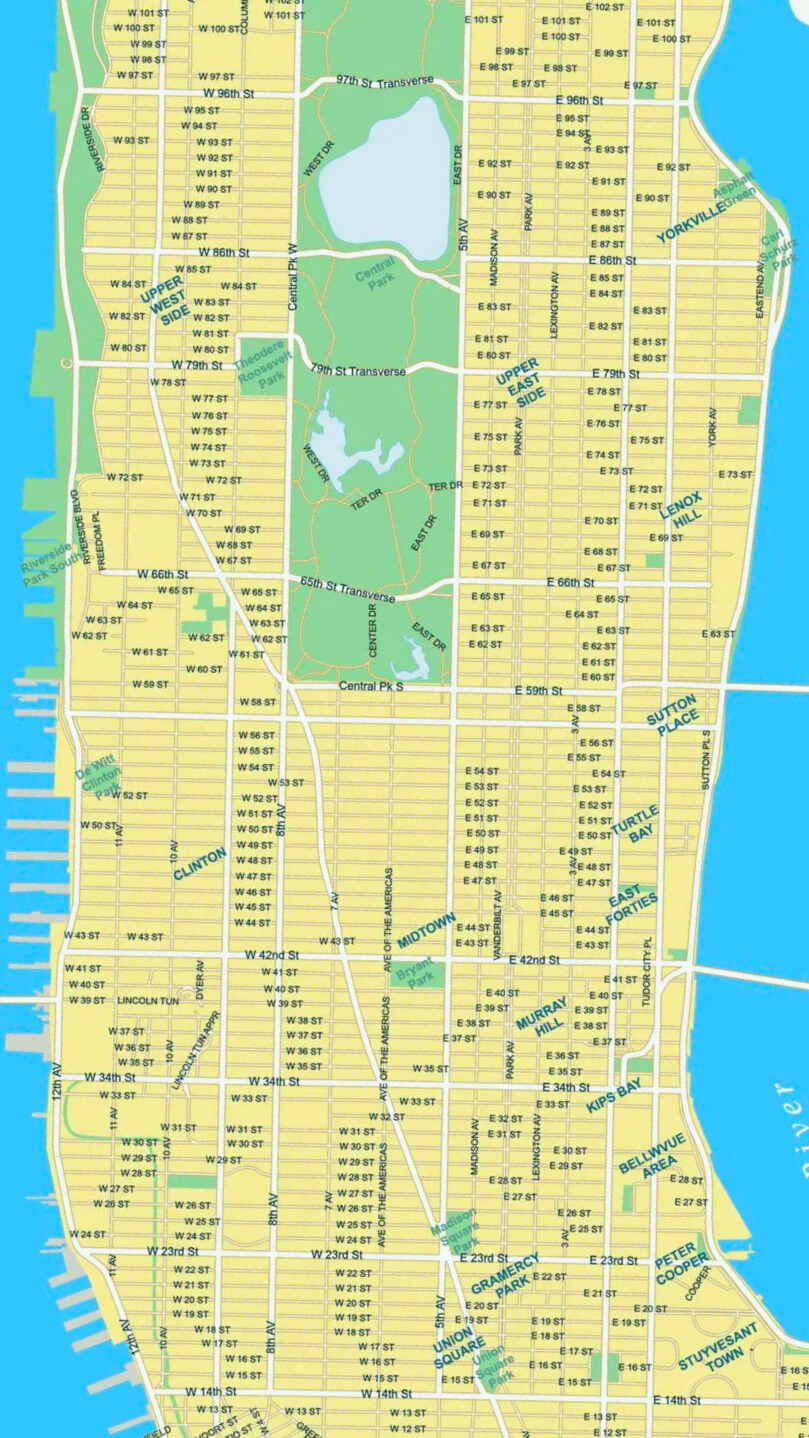 W 101 ST
W 101 ST
E 101 ST
E 101 ST
E 102 ST
E 101 ST
W 100 ST
W 100 ST
E 100 ST
E 100 ST
W 99 ST
E 99 ST
E 99 ST
W 98 ST
E 98 ST
E 98 ST
W 97 ST
W 97 ST
97th St Transverse
E 97 ST
E 97 ST
W 96th St
E 96th St
W 95 ST
E 95 ST
W 94 ST
E 94 ST
3 AV
RIVERSIDE DR
W 93 ST
W 93 ST
E 93 ST
WEST DR
EAST DR
W 92 ST
E 92 ST
E 92 ST
E 92 ST
W 91 ST
E 91 ST
W 90 ST
E 90 ST
E 90 ST
PARK AV
Asphalt
Green
W 89 ST
E 89 ST
YORKVILLE
W 88 ST
E 88 ST
W 87 ST
E 87 ST
5th AV
MADISON AV
Carl
Schurz
Park
W 86th St
E 86th St
Central Pk W
Central
Park
W 85 ST
E 85 ST
W 84 ST
W 84 ST
E 84 ST
LEXINGTON AV
EASTEND AV
UPPER
WEST
SIDE
W 83 ST
E 83 ST
E 83 ST
W 82 ST
W 82 ST
E 82 ST
W 81 ST
E 81 ST
E 81 ST
W 80 ST
W 80 ST
E 80 ST
E 80 ST
Theodore
Roosevelt
Park
W 79th St
79th St Transverse
E 79th St
UPPER
EAST
SIDE
W 78 ST
E 78 ST
W 77 ST
E 77 ST
E 77 ST
W 76 ST
E 76 ST
PARK AV
YORK AV
W 75 ST
E 75 ST
E 75 ST
W 74 ST
E 74 ST
W 73 ST
E 73 ST
E 73 ST
E 73 ST
WEST DR
W 72 ST
W 72 ST
TER DR
TER DR
E 72 ST
E 72 ST
W 71 ST
E 71 ST
E 71 ST
LENOX
HILL
W 70 ST
E 70 ST
RIVERSIDE BLVD
FREEDOM PL
W 69 ST
EAST DR
E 69 ST
E 69 ST
W 68 ST
E 68 ST
W 67 ST
E 67 ST
E 67 ST
Riverside
Park South
W 66th St
65th St Transverse
E 66th St
W 65 ST
W 65 ST
E 65 ST
E 65 ST
W 64 ST
W 64 ST
E 64 ST
W 63 ST
W 63 ST
CENTER DR
EAST DR
E 63 ST
E 63 ST
E 63 ST
W 62 ST
W 62 ST
W 62 ST
E 62 ST
E 62 ST
W 61 ST
W 61 ST
E 61 ST
W 60 ST
E 60 ST
W 59 ST
Central Pk S
E 59th St
W 58 ST
E 58 ST
3 AV
SUTTON
PLACE
W 56 ST
E 56 ST
W 55 ST
E 55 ST
SUTTON PL S
De Witt
Clinton
Park
W 54 ST
E 54 ST
E 54 ST
W 53 ST
E 53 ST
E 53 ST
W 52 ST
W 52 ST
E 52 ST
E 52 ST
W 51 ST
8th AV
E 51 ST
E 51 ST
TURTLE
BAY
W 50 ST
11 AV
W 50 ST
E 50 ST
E 50 ST
10 AV
W 49 ST
E 49 ST
E 49 ST
CLINTON
W 48 ST
E 48 ST
3 AV
E 48 ST
W 47 ST
E 47 ST
E 47 ST
W 46 ST
7 AV
AVE OF THE AMERICAS
E 46 ST
EAST
FORTIES
W 45 ST
VANDERBILT AV
E 45 ST
W 44 ST
MIDTOWN
E 44 ST
E 44 ST
W 43 ST
W 43 ST
W 43 ST
E 43 ST
E 43 ST
W 42nd St
E 42nd St
Bryant
Park
TUDOR CITY PL
W 41 ST
W 41 ST
E 41 ST
W 40 ST
DYER AV
W 40 ST
E 40 ST
E 40 ST
W 39 ST
LINCOLN TUN
W 39 ST
E 39 ST
E 39 ST
MURRAY
HILL
W 38 ST
E 38 ST
E 38 ST
W 37 ST
W 37 ST
E 37 ST
E 37 ST
W 36 ST
10 AV
LINCOLN TUN APPR
W 36 ST
AVE OF THE AMERICAS
PARK AV
E 36 ST
W 35 ST
W 35 ST
W 35 ST
E 35 ST
12th AV
W 34th St
W 34th St
E 34th St
KIPS BAY
W 33 ST
W 33 ST
W 33 ST
E 33 ST
11 AV
W 32 ST
E 32 ST
W 31 ST
W 31 ST
W 31 ST
E 31 ST
W 30 ST
10 AV
W 30 ST
W 30 ST
MADISON AV
LEXINGTON AV
E 30 ST
BELLWVUE
AREA
W 29 ST
W 29 ST
W 29 ST
E 29 ST
W 28 ST
W 28 ST
E 28 ST
E 28 ST
W 27 ST
W 27 ST
E 27 ST
E 27 ST
W 26 ST
W 26 ST
8th AV
7 AV
W 26 ST
AVE OF THE AMERICAS
E 26 ST
W 25 ST
W 25 ST
Madison
Square
Park
3 AV
E 25 ST
W 24 ST
W 24 ST
W 24 ST
W 23rd St
W 23rd St
E 23rd St
E 23rd St
11 AV
PETER
COOPER
GRAMERCY
PARK
W 22 ST
W 22 ST
E 22 ST
COOPER
W 21 ST
W 21 ST
E 21 ST
W 20 ST
W 20 ST
E 20 ST
E 20 ST
W 19 ST
W 19 ST
5th AV
E 19 ST
E 19 ST
E 19 ST
12th AV
10 AV
W 18 ST
8th AV
W 18 ST
UNION
SQUARE
E 18 ST
STUYVESANT
TOWN
W 17 ST
W 17 ST
E 17 ST
W 16 ST
W 16 ST
Union
Square
Park
E 16 ST
E 16 ST
E 16 S
W 15 ST
W 15 ST
E 15 ST
E 15 ST
W 14th St
W 14th St
E 14th St
W 13 ST
W 13 ST
W 13 ST
W 4 ST
E 13 ST
W 12 ST
E 12 ST